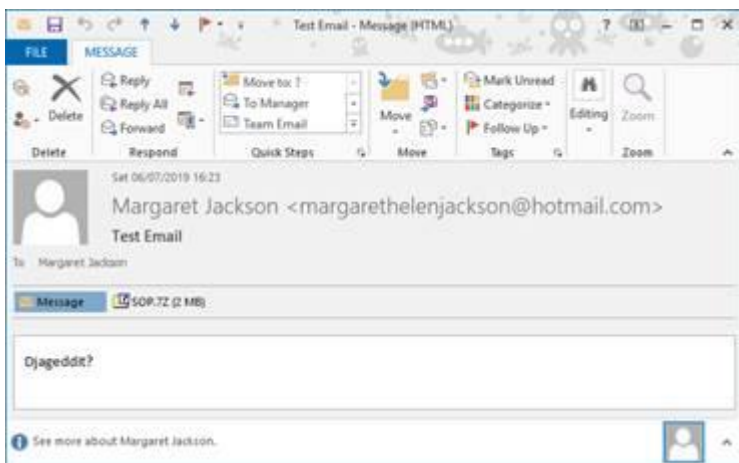 Test Email - Message (HTML)
FILE MESSAGE
Delete
Reply
Reply All
Forward
Move to: ?
To Manager
Team Email
Move
Mark Unread
Categorize
Follow Up
Editing
Zoom
Delete Respond Quick Steps Move Tags Zoom
Sat 06/07/2019 16:23
Margaret Jackson <margarethelenjackson@hotmail.com>
Test Email
To Margaret Jackson
Message SOP.7Z (2 MB)
Djageddit?
See more about Margaret Jackson.